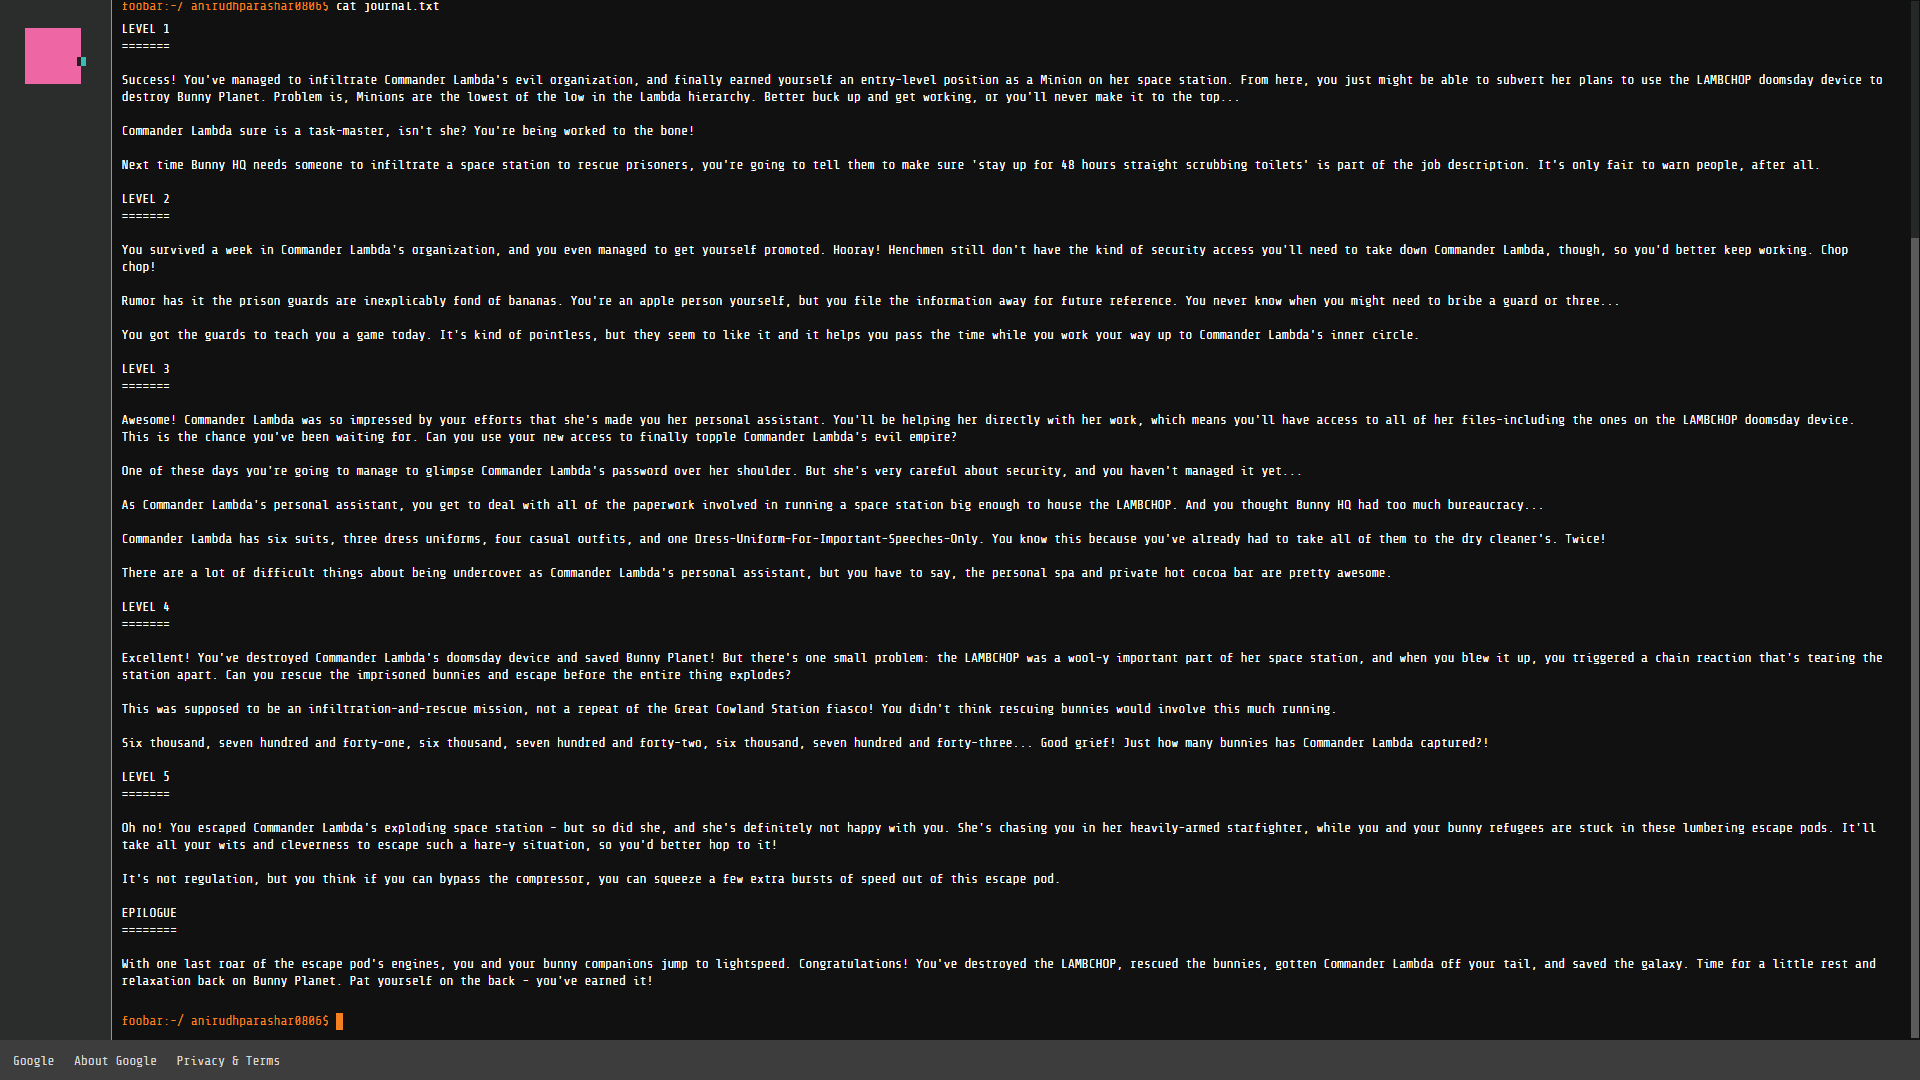 foobar:~/ anirudhparashar0806$ cat journal.txt
LEVEL 1
=======
Success! You've managed to infiltrate Commander Lambda's evil organization, and finally earned yourself an entry-level position as a Minion on her space station. From here, you just might be able to subvert her plans to use the LAMBCHOP doomsday device to
destroy Bunny Planet. Problem is, Minions are the lowest of the low in the Lambda hierarchy. Better buck up and get working, or you'll never make it to the top...
Commander Lambda sure is a task-master, isn't she? You're being worked to the bone!
Next time Bunny HQ needs someone to infiltrate a space station to rescue prisoners, you're going to tell them to make sure 'stay up for 48 hours straight scrubbing toilets' is part of the job description. It's only fair to warn people, after all.
LEVEL 2
=======
You survived a week in Commander Lambda's organization, and you even managed to get yourself promoted. Hooray! Henchmen still don't have the kind of security access you'll need to take down Commander Lambda, though, so you'd better keep working. Chop
chop!
Rumor has it the prison guards are inexplicably fond of bananas. You're an apple person yourself, but you file the information away for future reference. You never know when you might need to bribe a guard or three...
You got the guards to teach you a game today. It's kind of pointless, but they seem to like it and it helps you pass the time while you work your way up to Commander Lambda's inner circle.
LEVEL 3
=======
Awesome! Commander Lambda was so impressed by your efforts that she's made you her personal assistant. You'll be helping her directly with her work, which means you'll have access to all of her files-including the ones on the LAMBCHOP doomsday device.
This is the chance you've been waiting for. Can you use your new access to finally topple Commander Lambda's evil empire?
One of these days you're going to manage to glimpse Commander Lambda's password over her shoulder. But she's very careful about security, and you haven't managed it yet...
As Commander Lambda's personal assistant, you get to deal with all of the paperwork involved in running a space station big enough to house the LAMBCHOP. And you thought Bunny HQ had too much bureaucracy...
Commander Lambda has six suits, three dress uniforms, four casual outfits, and one Dress-Uniform-For-Important-Speeches-Only. You know this because you've already had to take all of them to the dry cleaner's. Twice!
There are a lot of difficult things about being undercover as Commander Lambda's personal assistant, but you have to say, the personal spa and private hot cocoa bar are pretty awesome.
LEVEL 4
=======
Excellent! You've destroyed Commander Lambda's doomsday device and saved Bunny Planet! But there's one small problem: the LAMBCHOP was a wool-y important part of her space station, and when you blew it up, you triggered a chain reaction that's tearing the
station apart. Can you rescue the imprisoned bunnies and escape before the entire thing explodes?
This was supposed to be an infiltration-and-rescue mission, not a repeat of the Great Cowland Station fiasco! You didn't think rescuing bunnies would involve this much running.
Six thousand, seven hundred and forty-one, six thousand, seven hundred and forty-two, six thousand, seven hundred and forty-three... Good grief! Just how many bunnies has Commander Lambda captured?!
LEVEL 5
=======
Oh no! You escaped Commander Lambda's exploding space station - but so did she, and she's definitely not happy with you. She's chasing you in her heavily-armed starfighter, while you and your bunny refugees are stuck in these lumbering escape pods. It'll
take all your wits and cleverness to escape such a hare-y situation, so you'd better hop to it!
It's not regulation, but you think if you can bypass the compressor, you can squeeze a few extra bursts of speed out of this escape pod.
EPILOGUE
========
With one last roar of the escape pod's engines, you and your bunny companions jump to lightspeed. Congratulations! You've destroyed the LAMBCHOP, rescued the bunnies, gotten Commander Lambda off your tail, and saved the galaxy. Time for a little rest and
relaxation back on Bunny Planet. Pat yourself on the back - you've earned it!
foobar:~/ anirudhparashar0806$
Google About Google Privacy & Terms